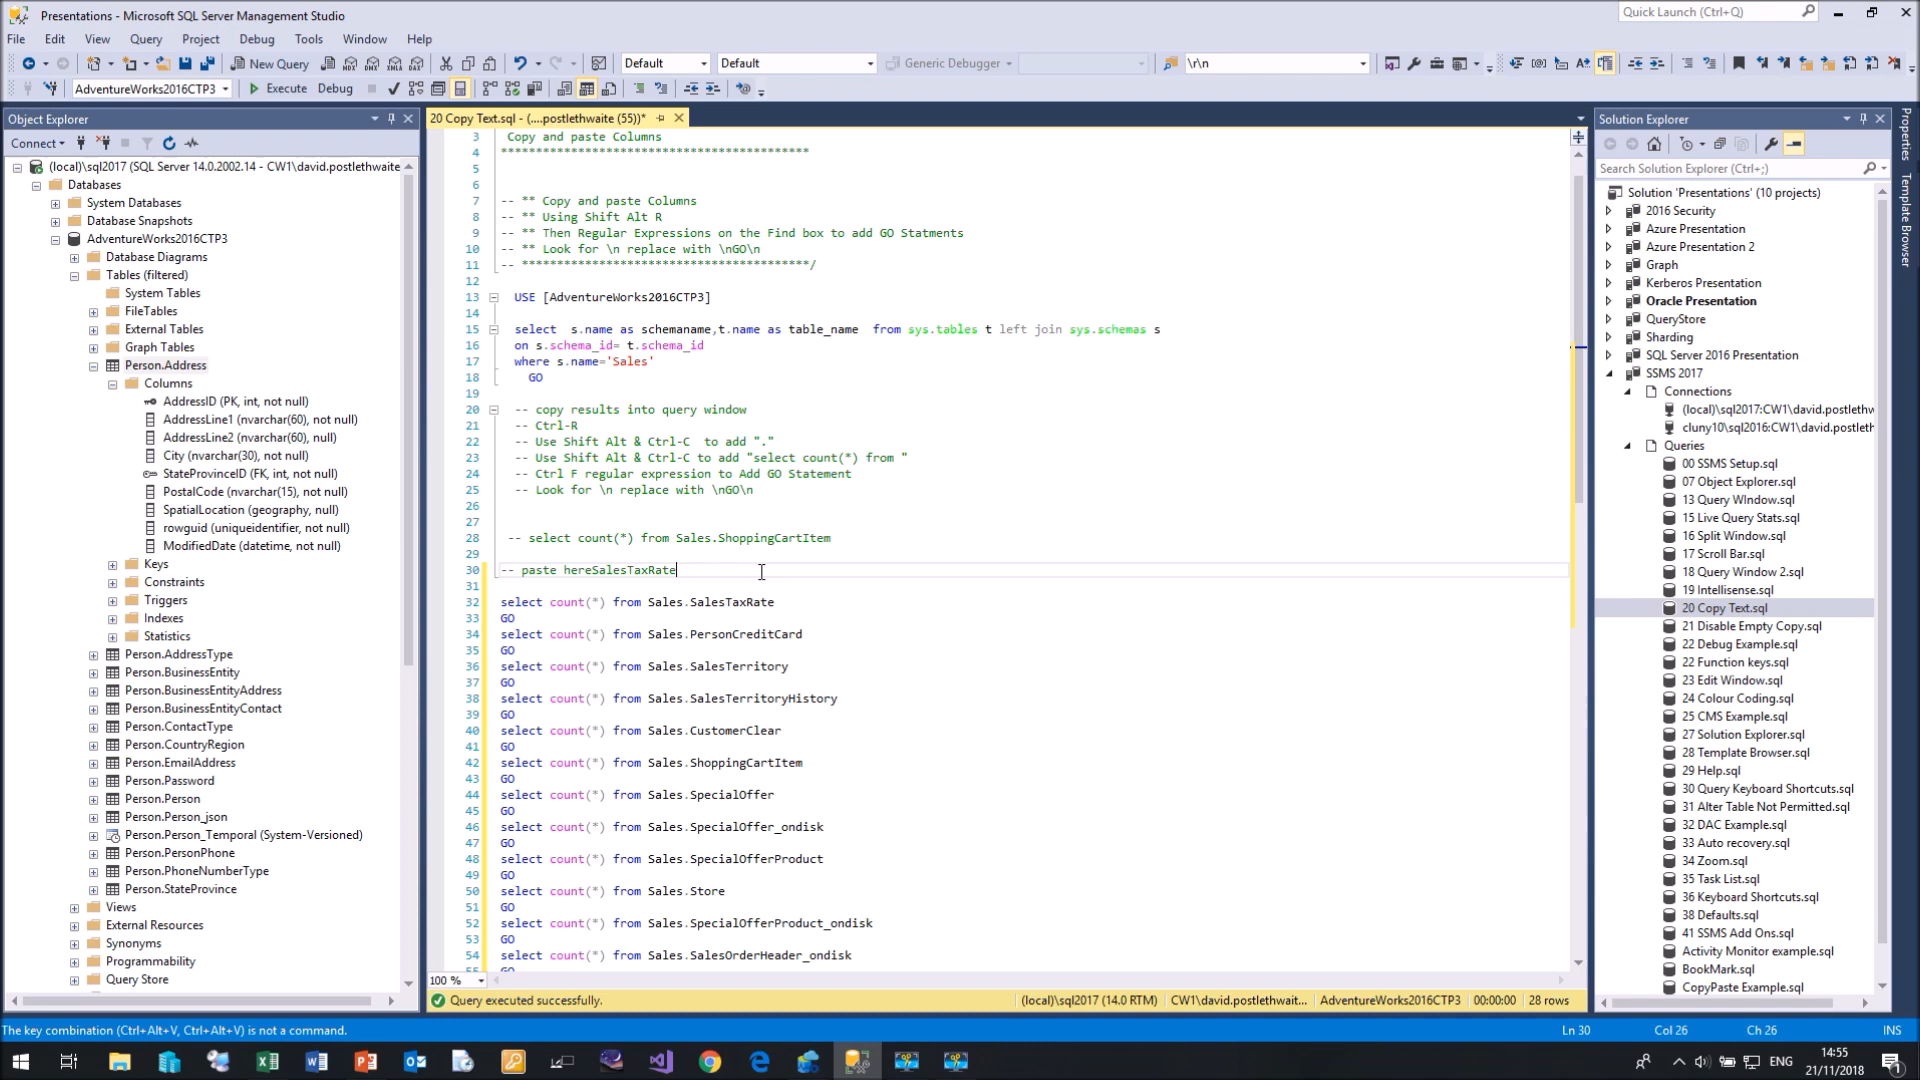 Presentations - Microsoft SQL Server Management Studio
Quick Launch (Ctrl+Q)
File Edit View Query Project Debug Tools Window Help
New Query
Default
Default
Generic Debugger
\r\n
AdventureWorks2016CTP3
Execute
Debug
Object Explorer
Connect
(local)\sql2017 (SQL Server 14.0.2002.14 - CW1\david.postlethwaite
Databases
System Databases
Database Snapshots
AdventureWorks2016CTP3
Database Diagrams
Tables (filtered)
System Tables
FileTables
External Tables
Graph Tables
Person.Address
Columns
AddressID (PK, int, not null)
AddressLine1 (nvarchar(60), not null)
AddressLine2 (nvarchar(60), null)
City (nvarchar(30), not null)
StateProvinceID (FK, int, not null)
PostalCode (nvarchar(15), not null)
SpatialLocation (geography, null)
rowguid (uniqueidentifier, not null)
ModifiedDate (datetime, not null)
Keys
Constraints
Triggers
Indexes
Statistics
Person.AddressType
Person.BusinessEntity
Person.BusinessEntityAddress
Person.BusinessEntityContact
Person.ContactType
Person.CountryRegion
Person.EmailAddress
Person.Password
Person.Person
Person.Person_json
Person.Person_Temporal (System-Versioned)
Person.PersonPhone
Person.PhoneNumberType
Person.StateProvince
Views
External Resources
Synonyms
Programmability
Query Store
20 Copy Text.sql - (....postlethwaite (55))*
3 Copy and paste Columns
4 ********************************************
5
6
7 -- ** Copy and paste Columns
8 -- ** Using Shift Alt R
9 -- ** Then Regular Expressions on the Find box to add GO Statments
10 -- ** Look for \n replace with \nGO\n
11 -- *****************************************/
12
13 USE [AdventureWorks2016CTP3]
14
15 select s.name as schemaname,t.name as table_name from sys.tables t left join sys.schemas s
16 on s.schema_id= t.schema_id
17 where s.name='Sales'
18 GO
19
20 -- copy results into query window
21 -- Ctrl-R
22 -- Use Shift Alt & Ctrl-C to add "."
23 -- Use Shift Alt & Ctrl-C to add "select count(*) from "
24 -- Ctrl F regular expression to Add GO Statement
25 -- Look for \n replace with \nGO\n
26
27
28 -- select count(*) from Sales.ShoppingCartItem
29
30 -- paste hereSalesTaxRate
31
32 select count(*) from Sales.SalesTaxRate
33 GO
34 select count(*) from Sales.PersonCreditCard
35 GO
36 select count(*) from Sales.SalesTerritory
37 GO
38 select count(*) from Sales.SalesTerritoryHistory
39 GO
40 select count(*) from Sales.CustomerClear
41 GO
42 select count(*) from Sales.ShoppingCartItem
43 GO
44 select count(*) from Sales.SpecialOffer
45 GO
46 select count(*) from Sales.SpecialOffer_ondisk
47 GO
48 select count(*) from Sales.SpecialOfferProduct
49 GO
50 select count(*) from Sales.Store
51 GO
52 select count(*) from Sales.SpecialOfferProduct_ondisk
53 GO
54 select count(*) from Sales.SalesOrderHeader_ondisk
55 GO
100 %
Query executed successfully.
(local)\sql2017 (14.0 RTM) CW1\david.postlethwait... AdventureWorks2016CTP3 00:00:00 28 rows
Solution Explorer
Search Solution Explorer (Ctrl+;)
Solution 'Presentations' (10 projects)
2016 Security
Azure Presentation
Azure Presentation 2
Graph
Kerberos Presentation
Oracle Presentation
QueryStore
Sharding
SQL Server 2016 Presentation
SSMS 2017
Connections
(local)\sql2017:CW1\david.postlethw
cluny10\sql2016:CW1\david.postleth
Queries
00 SSMS Setup.sql
07 Object Explorer.sql
13 Query WIndow.sql
15 Live Query Stats.sql
16 Split Window.sql
17 Scroll Bar.sql
18 Query Window 2.sql
19 Intellisense.sql
20 Copy Text.sql
21 Disable Empty Copy.sql
22 Debug Example.sql
22 Function keys.sql
23 Edit Window.sql
24 Colour Coding.sql
25 CMS Example.sql
27 Solution Explorer.sql
28 Template Browser.sql
29 Help.sql
30 Query Keyboard Shortcuts.sql
31 Alter Table Not Permitted.sql
32 DAC Example.sql
33 Auto recovery.sql
34 Zoom.sql
35 Task List.sql
36 Keyboard Shortcuts.sql
38 Defaults.sql
41 SSMS Add Ons.sql
Activity Monitor example.sql
BookMark.sql
CopyPaste Example.sql
Properties
Template Browser
The key combination (Ctrl+Alt+V, Ctrl+Alt+V) is not a command.
Ln 30 Col 26 Ch 26 INS
ENG
14:55
21/11/2018